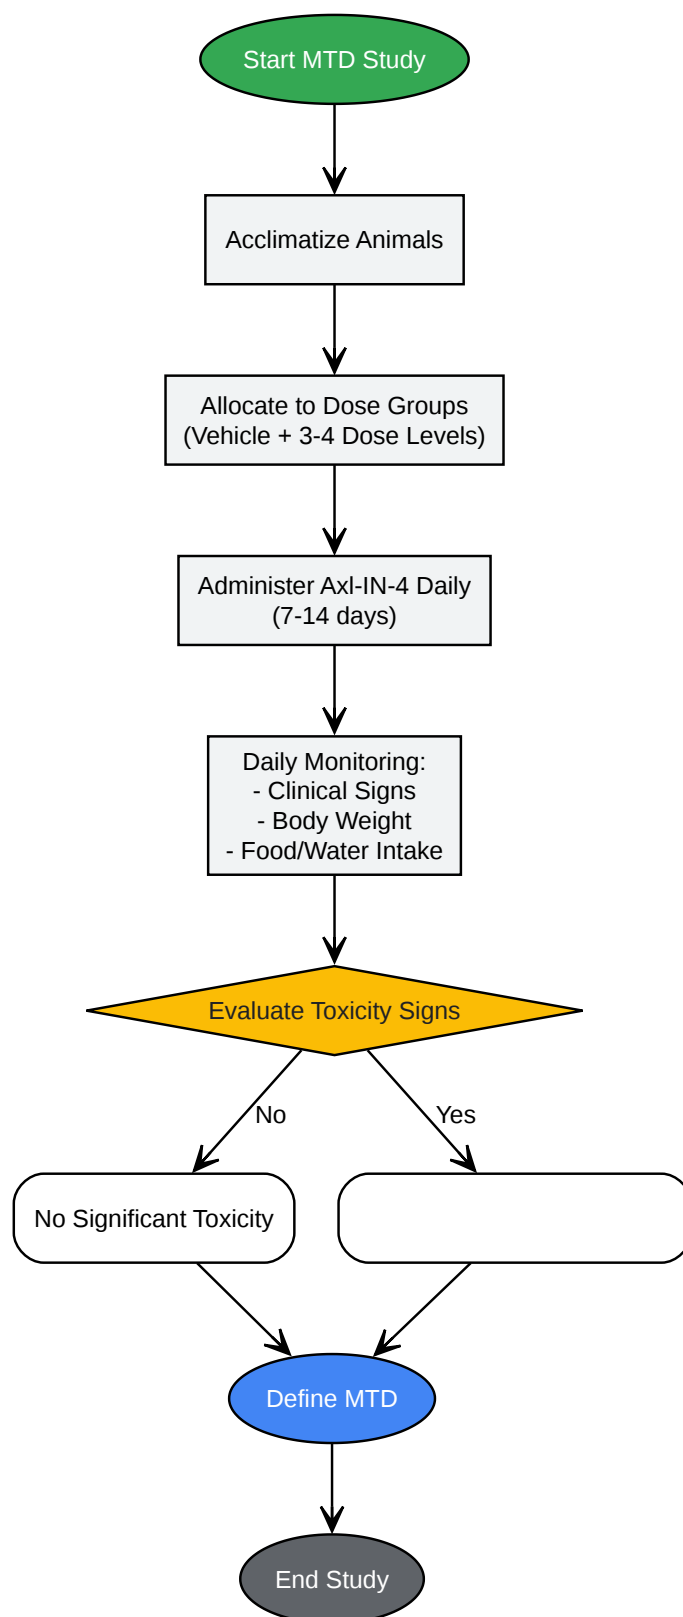 Start MTD Study
Acclimatize Animals
Allocate to Dose Groups
(Vehicle + 3-4 Dose Levels)
Administer Axl-IN-4 Daily
(7-14 days)
Daily Monitoring:
- Clinical Signs
- Body Weight
- Food/Water Intake
Evaluate Toxicity Signs
No
Yes
No Significant Toxicity
Define MTD
End Study